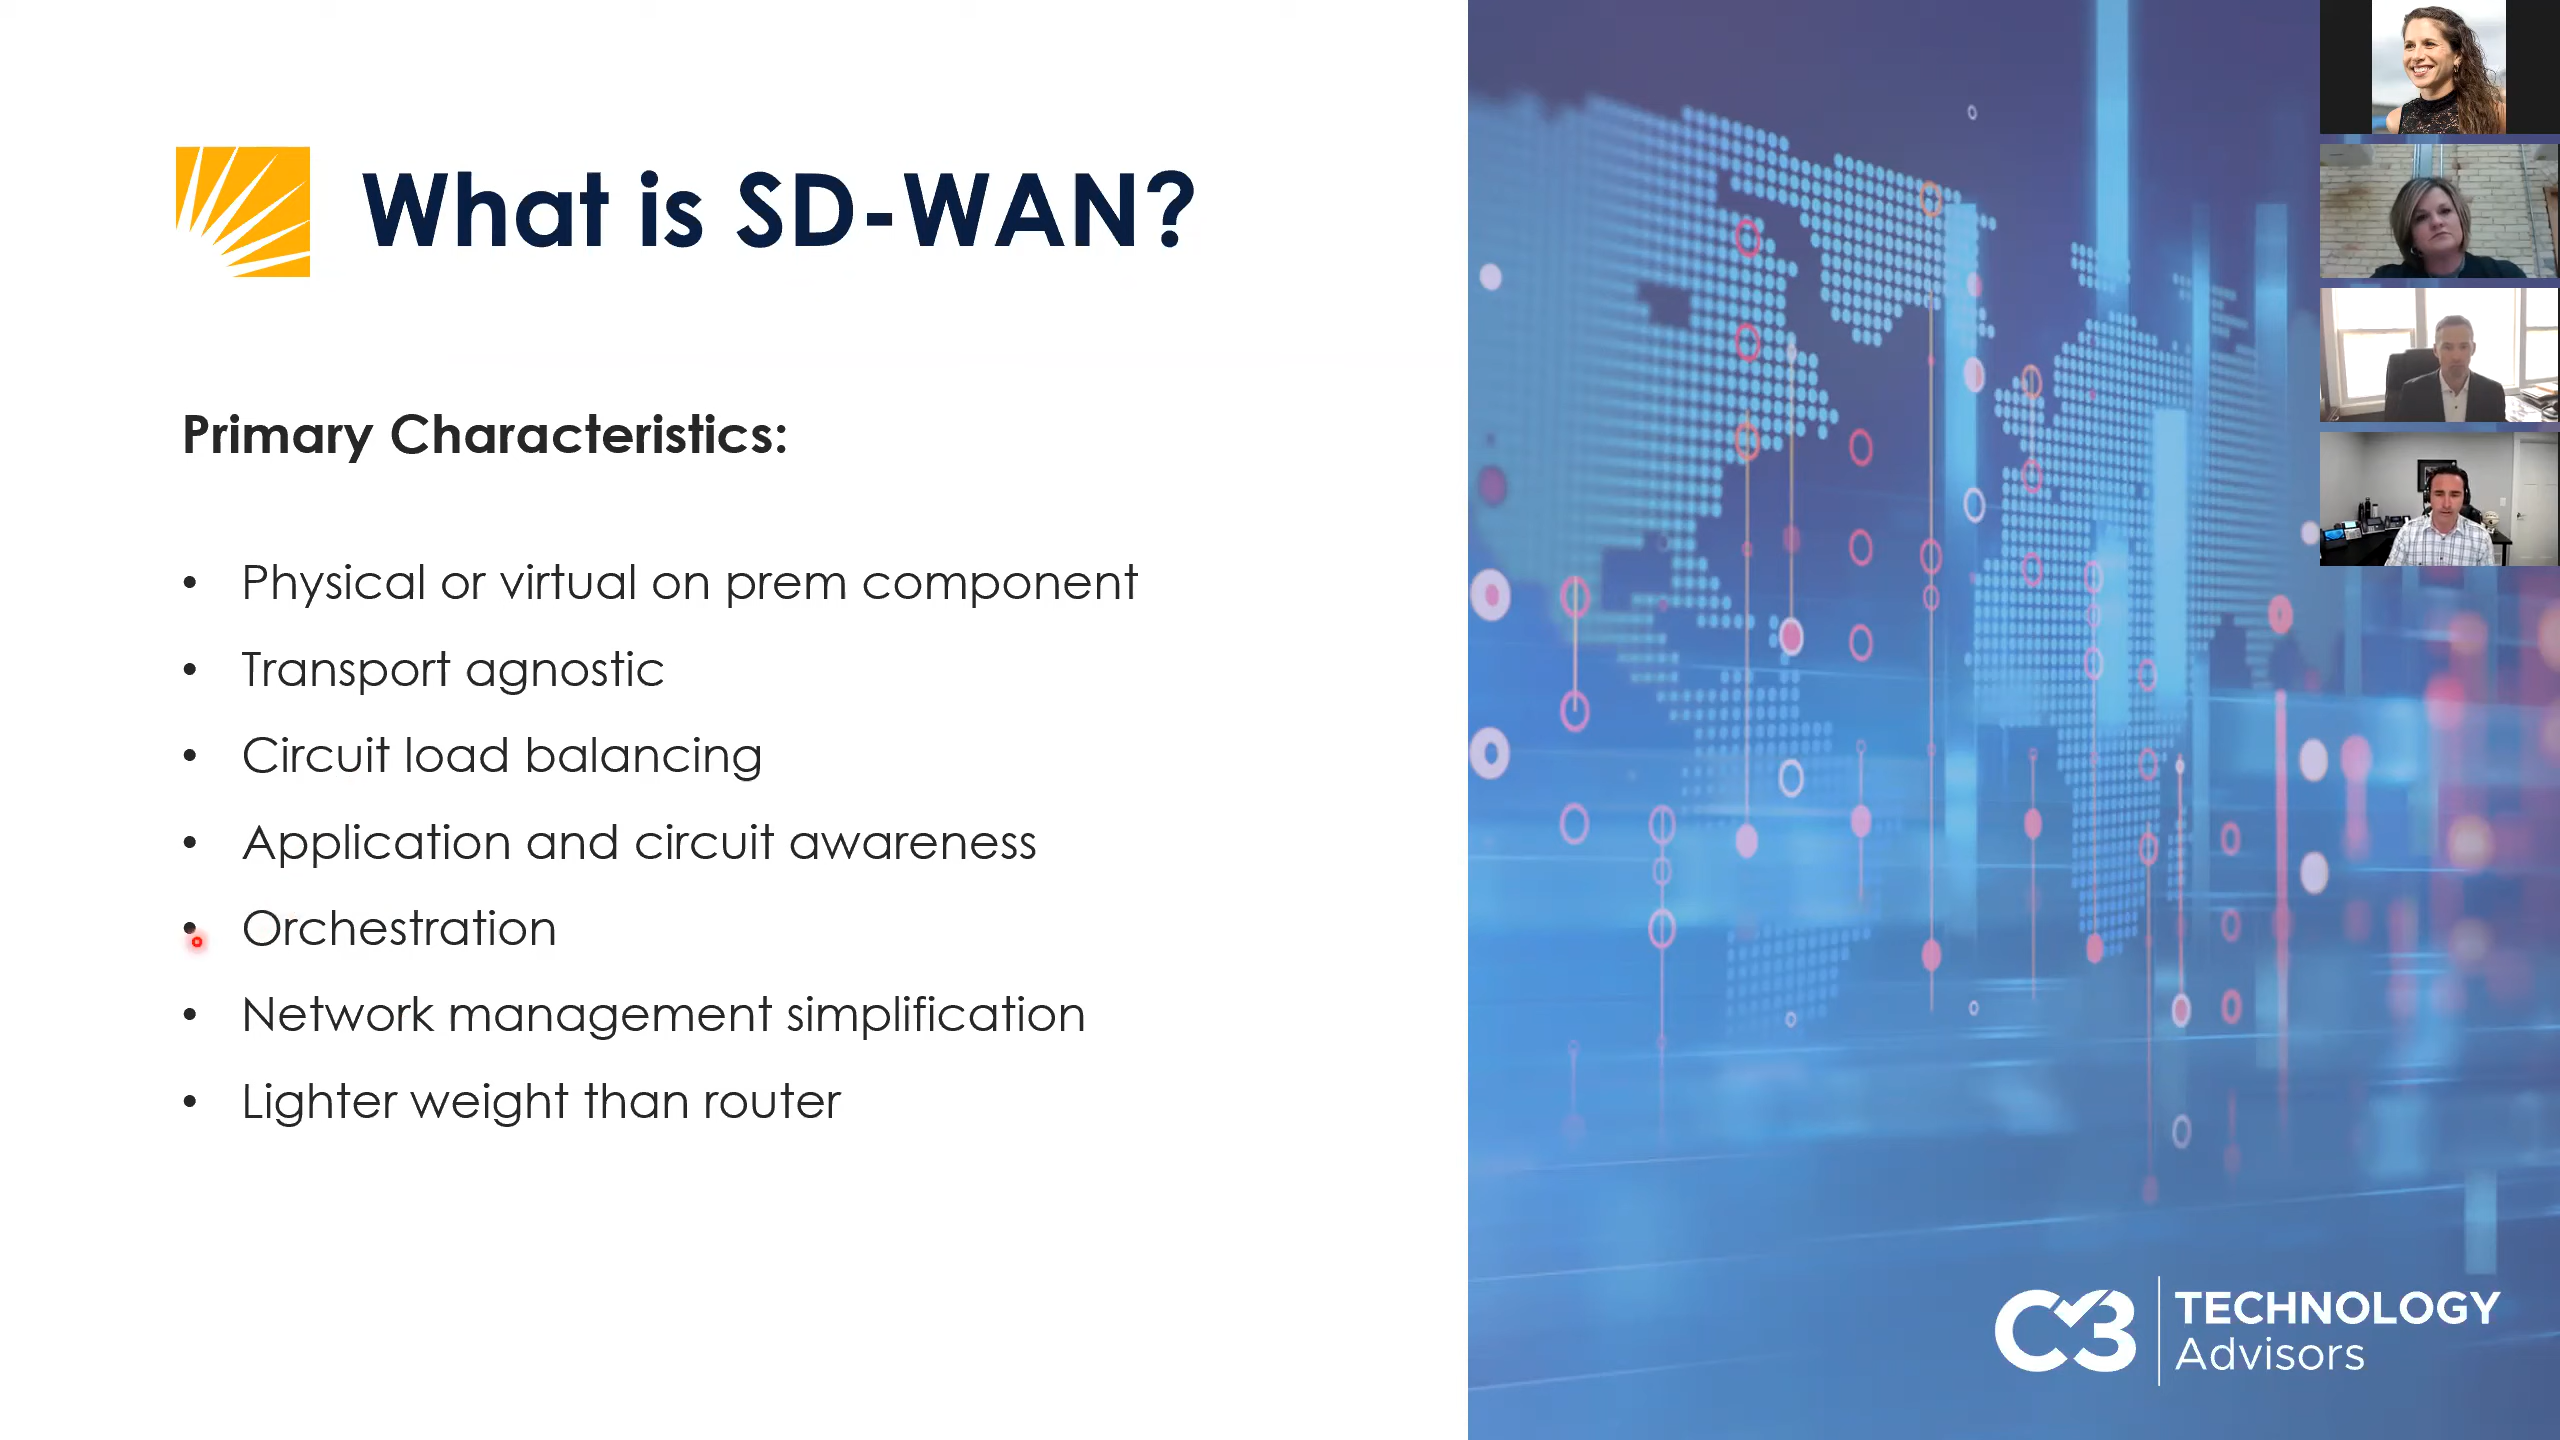 What is SD-WAN?
Primary Characteristics:
• Physical or virtual on prem component
• Transport agnostic
• Circuit load balancing
• Application and circuit awareness
• Orchestration
• Network management simplification
• Lighter weight than router
C3 TECHNOLOGY
Advisors